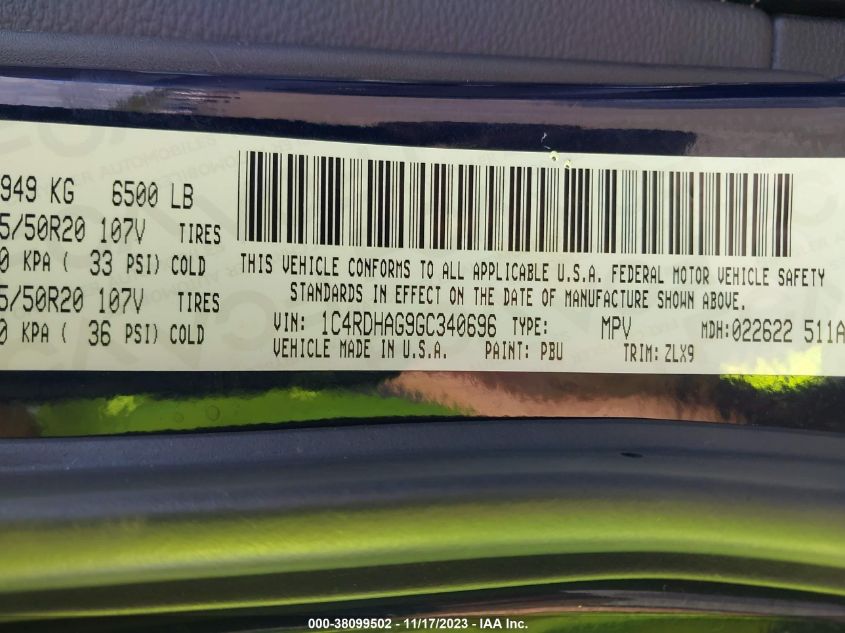 949 KG 6500 LB
5/50R20 107V TIRES
0 KPA ( 33 PSI) COLD
5/50R20 107V TIRES
0 KPA ( 36 PSI) COLD
THIS VEHICLE CONFORMS TO ALL APPLICABLE U.S.A. FEDERAL MOTOR VEHICLE SAFETY
STANDARDS IN EFFECT ON THE DATE OF MANUFACTURE SHOWN ABOVE.
VIN: 1C4RDHAG9GC340696 TYPE: MPV MDH:022622 511A
VEHICLE MADE IN U.S.A. PAINT: PBU TRIM: ZLX9
000-38099502 - 11/17/2023 - IAA Inc.